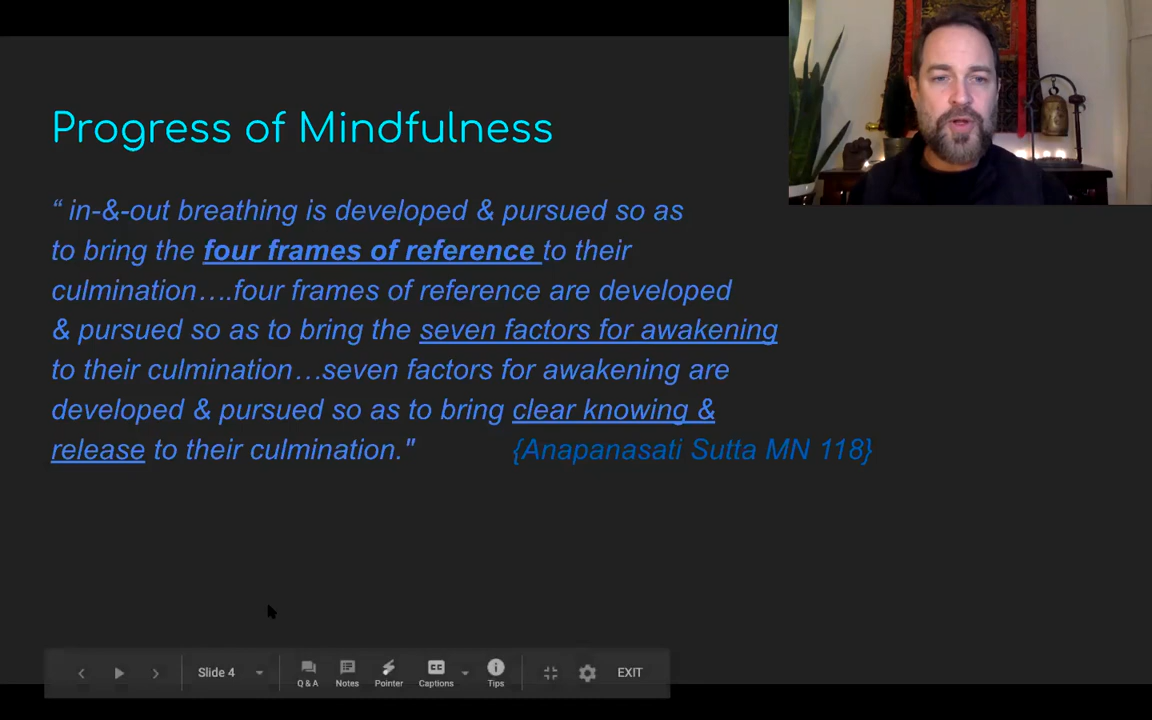 Progress of Mindfulness
“ in-&-out breathing is developed & pursued so as
to bring the four frames of reference to their
culmination….four frames of reference are developed
& pursued so as to bring the seven factors for awakening
to their culmination…seven factors for awakening are
developed & pursued so as to bring clear knowing &
release to their culmination." {Anapanasati Sutta MN 118}
Slide 4 Q & A Notes Pointer CC Captions Tips EXIT